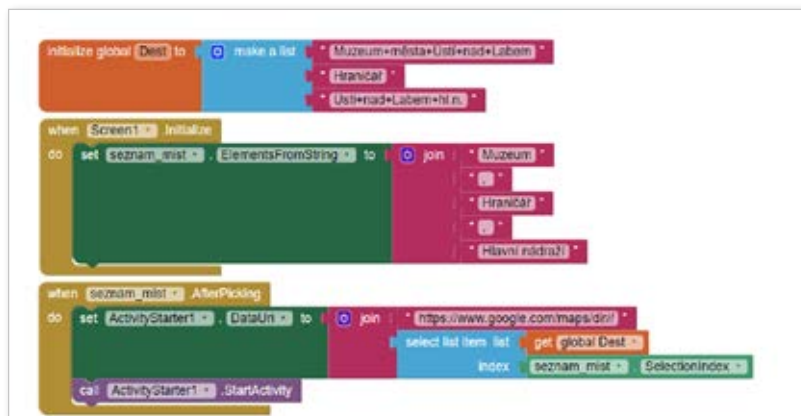 initialize global Dest to make a list " Muzeum+města+Ústí+nad+Labem "
" Hraničář "
" Ústí+nad+Labem+hl.n. "
when Screen1 .Initialize
do set seznam_mist . ElementsFromString to join " Muzeum "
" , "
" Hraničář "
" , "
" Hlavní nádraží "
when seznam_mist .AfterPicking
do set ActivityStarter1 . DataUri to join " https://www.google.com/maps/dir// "
select list item list get global Dest
index seznam_mist . SelectionIndex
call ActivityStarter1 .StartActivity